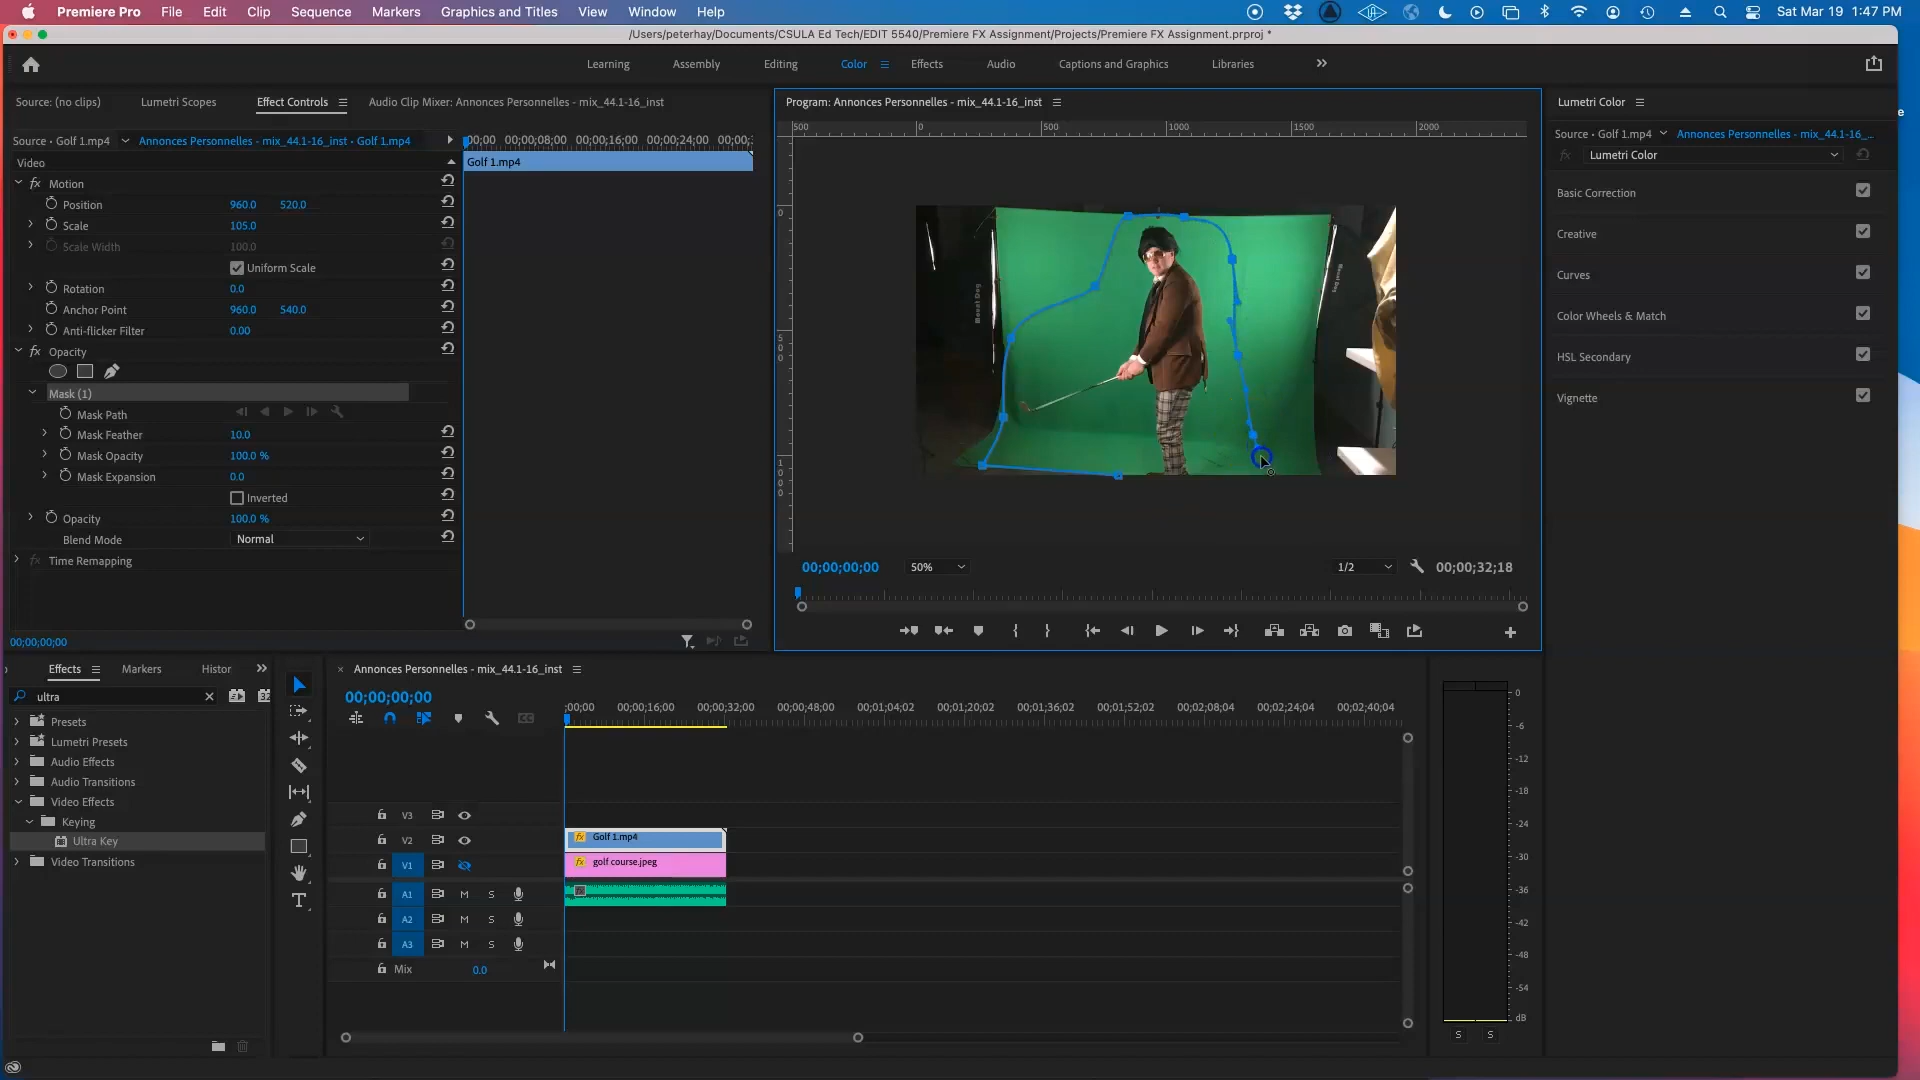 Premiere Pro File Edit Clip Sequence Markers Graphics and Titles View Window Help Sat Mar 19 1:47 PM
/Users/peterhay/Documents/CSULA Ed Tech/EDIT 5540/Premiere FX Assignment/Projects/Premiere FX Assignment.prproj *
Learning Assembly Editing Color Effects Audio Captions and Graphics Libraries
Source: (no clips) Lumetri Scopes Effect Controls Audio Clip Mixer: Annonces Personnelles - mix_44.1-16_inst
Source • Golf 1.mp4 Annonces Personnelles - mix_44.1-16_inst • Golf 1.mp4
;00;00 00;00;08;00 00;00;16;00 00;00;24;00 00;00;
Video
Golf 1.mp4
fx Motion
Position 960.0 520.0
Scale 105.0
Scale Width 100.0
Uniform Scale
Rotation 0.0
Anchor Point 960.0 540.0
Anti-flicker Filter 0.00
fx Opacity
Mask (1)
Mask Path
Mask Feather 10.0
Mask Opacity 100.0 %
Mask Expansion 0.0
Inverted
Opacity 100.0 %
Blend Mode Normal
fx Time Remapping
00;00;00;00
Program: Annonces Personnelles - mix_44.1-16_inst
500 0 500 1000 1500 2000
0
500
1000
00;00;00;00 50% 1/2 00;00;32;18
Lumetri Color
Source • Golf 1.mp4 Annonces Personnelles - mix_44.1-16_...
fx Lumetri Color
Basic Correction
Creative
Curves
Color Wheels & Match
HSL Secondary
Vignette
Effects Markers Histor
ultra
32
Presets
Lumetri Presets
Audio Effects
Audio Transitions
Video Effects
Keying
Ultra Key
Video Transitions
× Annonces Personnelles - mix_44.1-16_inst
00;00;00;00
;00;00 00;00;16;00 00;00;32;00 00;00;48;00 00;01;04;02 00;01;20;02 00;01;36;02 00;01;52;02 00;02;08;04 00;02;24;04 00;02;40;04
V3
V2 fx Golf 1.mp4
V1 fx golf course.jpeg
A1 M S
A2 M S
A3 M S
Mix 0.0
0
-6
-12
-18
-24
-30
-36
-42
-48
-54
dB
S S
e